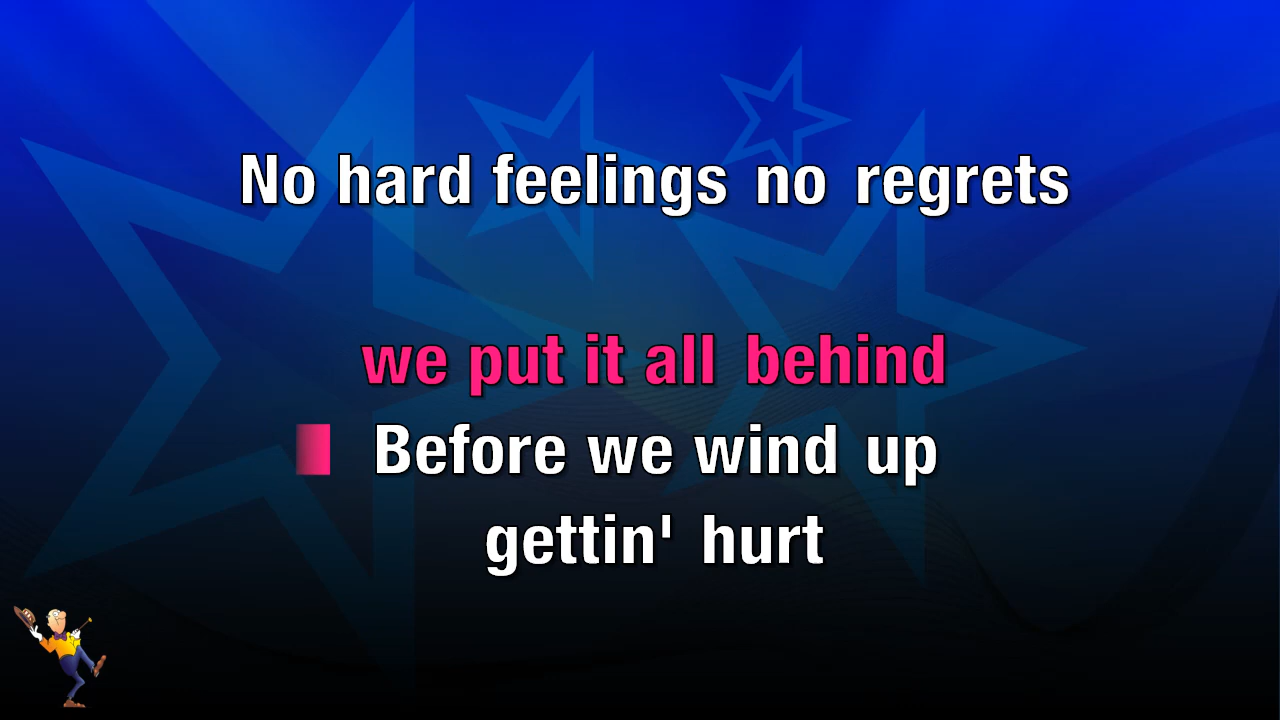 No hard feelings no regrets
we put it all behind
Before we wind up
gettin' hurt